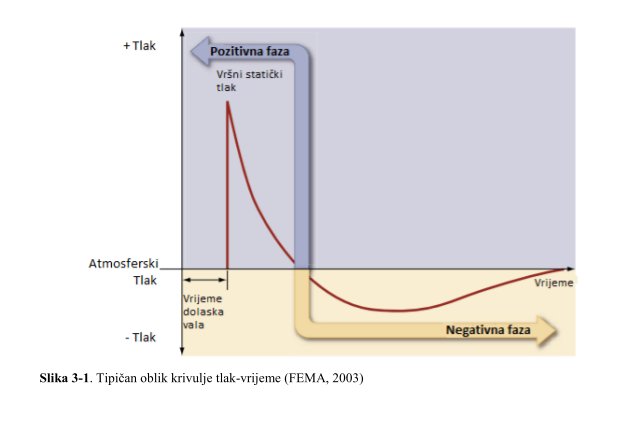 + Tlak
Pozitivna faza
Vršni statički
tlak
Atmosferski
Tlak
Vrijeme
Vrijeme
dolaska
vala
Negativna faza
- Tlak
Slika 3-1. Tipičan oblik krivulje tlak-vrijeme (FEMA, 2003)